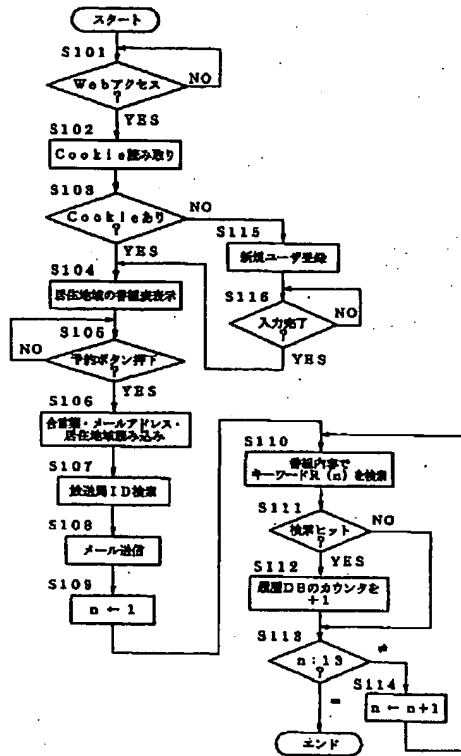 スタート
S101
Webアクセス
?
NO
YES
S102
Cookie読み取り
S103
Cookieあり
?
NO
YES
S115
新規ユーザ登録
S116
入力完了
?
NO
YES
S104
居住地域の番組表表示
S105
予約ボタン押下
?
NO
YES
S106
合言葉・メールアドレス・
居住地域読み込み
S107
放送局ID検索
S108
メール送信
S109
n ← 1
S110
番組内容で
キーワードR(n)を検索
S111
検索ヒット
?
NO
YES
S112
履歴DBのカウンタを
+1
S113
n:13
?
≠
=
S114
n ← n+1
エンド